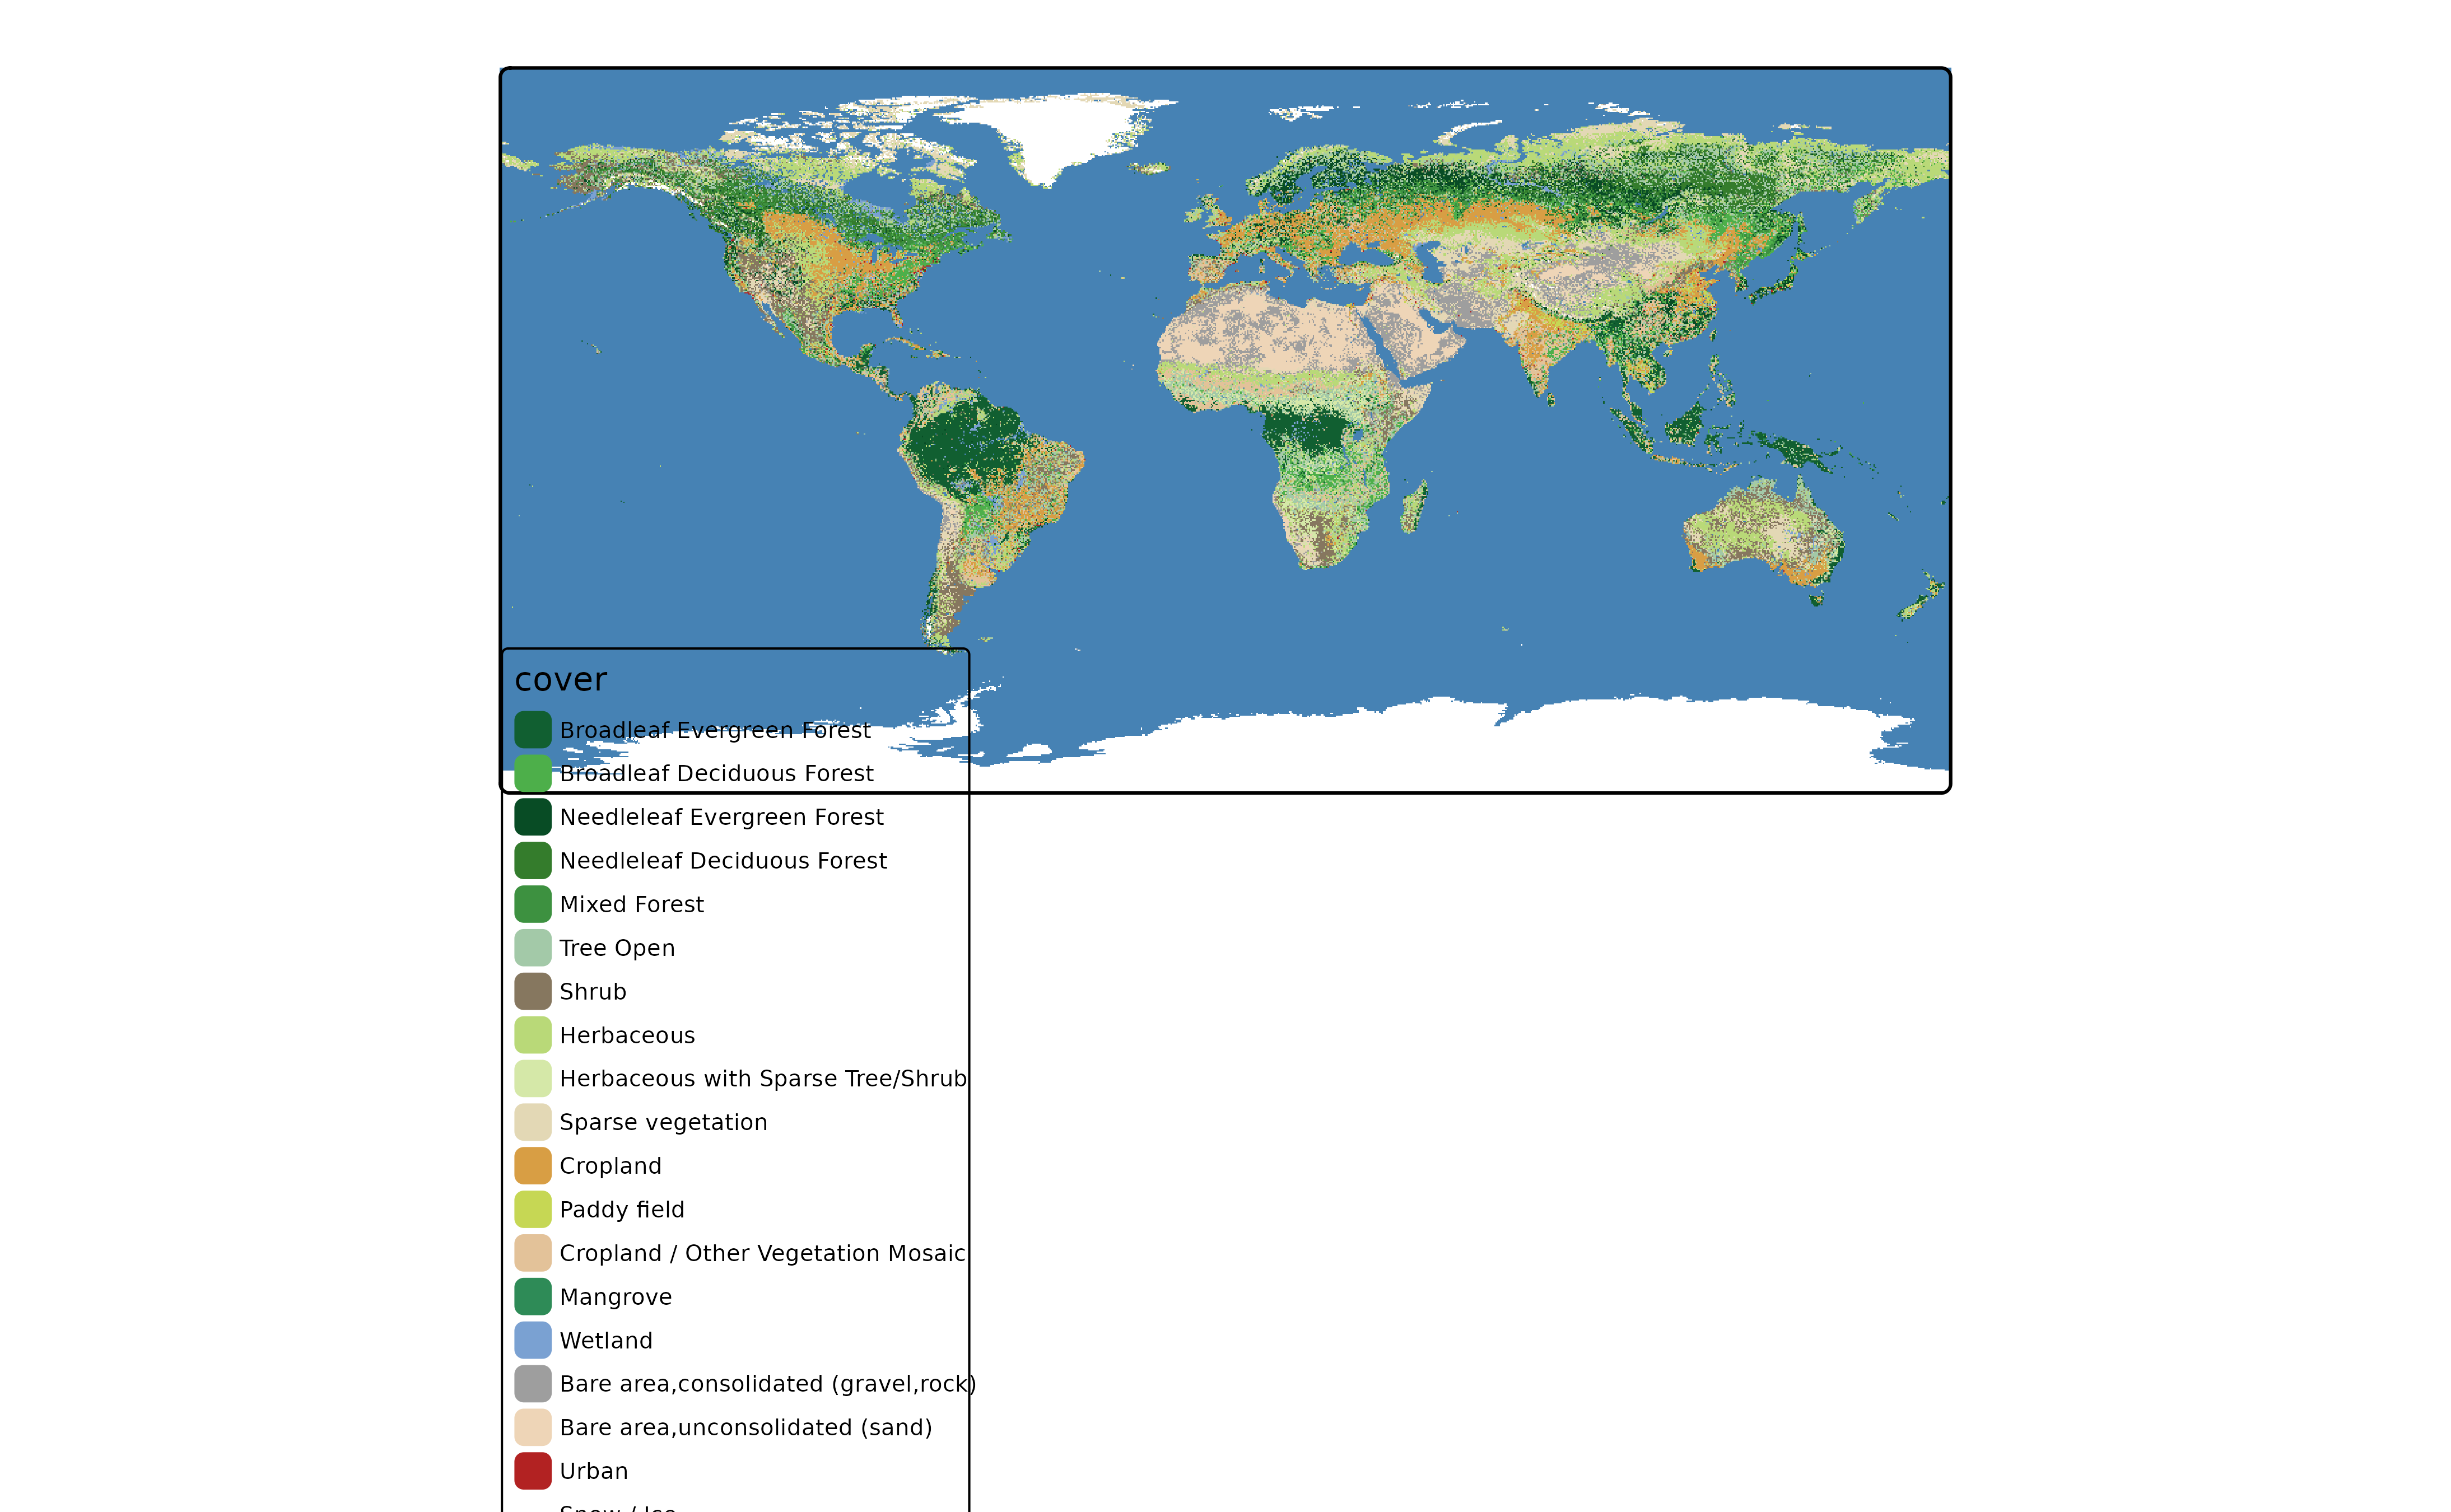 cover
Broadleaf Evergreen Forest
Broadleaf Deciduous Forest
Needleleaf Evergreen Forest
Needleleaf Deciduous Forest
Mixed Forest
Tree Open
Shrub
Herbaceous
Herbaceous with Sparse Tree/Shrub
Sparse vegetation
Cropland
Paddy field
Cropland / Other Vegetation Mosaic
Mangrove
Wetland
Bare area,consolidated (gravel,rock)
Bare area,unconsolidated (sand)
Urban
Snow / Ice